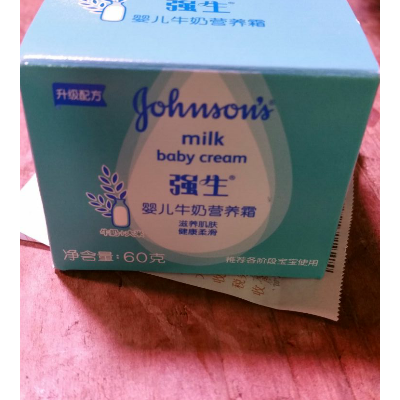 强生®
婴儿牛奶营养霜
升级配方
Johnson's
milk
baby cream
强生®
婴儿牛奶营养霜
滋养肌肤
健康柔滑
净含量:60克
推荐各阶段宝宝使用